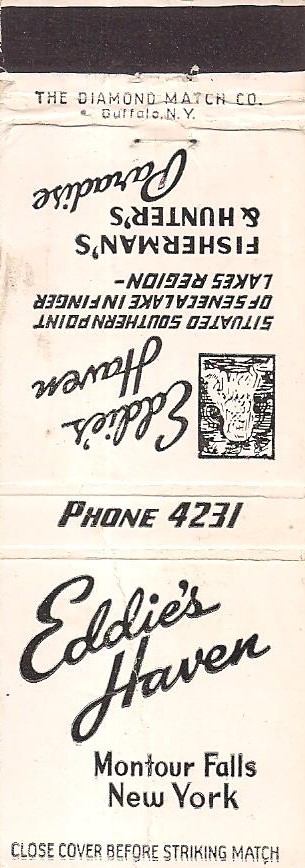 THE DIAMOND MATCH CO.
Buffalo, N.Y.
Eddie's
Haven
SITUATED SOUTHERN POINT
OF SENECA LAKE IN FINGER
LAKES REGION-
FISHERMAN'S
& HUNTER'S
Paradise
PHONE 4231
Eddie's
Haven
Montour Falls
New York
CLOSE COVER BEFORE STRIKING MATCH